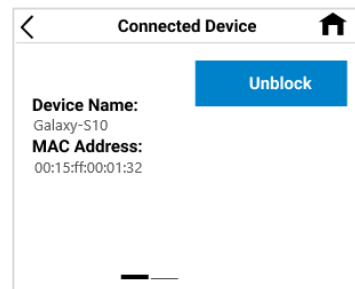 Connected Device
Unblock
Device Name:
Galaxy-S10
MAC Address:
00:15:ff:00:01:32